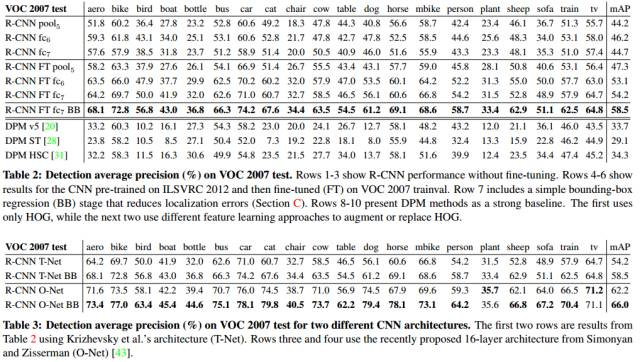 VOC 2007 test aero bike bird boat bottle bus car cat chair cow table dog horse mbike person plant sheep sofa train tv mAP
R-CNN pool5 51.8 60.2 36.4 27.8 23.2 52.8 60.6 49.2 18.3 47.8 44.3 40.8 56.6 58.7 42.4 23.4 46.1 36.7 51.3 55.7 44.2
R-CNN fc6 59.3 61.8 43.1 34.0 25.1 53.1 60.6 52.8 21.7 47.8 42.7 47.8 52.5 58.5 44.6 25.6 48.3 34.0 53.1 58.0 46.2
R-CNN fc7 57.6 57.9 38.5 31.8 23.7 51.2 58.9 51.4 20.0 50.5 40.9 46.0 51.6 55.9 43.3 23.3 48.1 35.3 51.0 57.4 44.7
R-CNN FT pool5 58.2 63.3 37.9 27.6 26.1 54.1 66.9 51.4 26.7 55.5 43.4 43.1 57.7 59.0 45.8 28.1 50.8 40.6 53.1 56.4 47.3
R-CNN FT fc6 63.5 66.0 47.9 37.7 29.9 62.5 70.2 60.2 32.0 57.9 47.0 53.5 60.1 64.2 52.2 31.3 55.0 50.0 57.7 63.0 53.1
R-CNN FT fc7 64.2 69.7 50.0 41.9 32.0 62.6 71.0 60.7 32.7 58.5 46.5 56.1 60.6 66.8 54.2 31.5 52.8 48.9 57.9 64.7 54.2
R-CNN FT fc7 BB 68.1 72.8 56.8 43.0 36.8 66.3 74.2 67.6 34.4 63.5 54.5 61.2 69.1 68.6 58.7 33.4 62.9 51.1 62.5 64.8 58.5
DPM v5 [20] 33.2 60.3 10.2 16.1 27.3 54.3 58.2 23.0 20.0 24.1 26.7 12.7 58.1 48.2 43.2 12.0 21.1 36.1 46.0 43.5 33.7
DPM ST [28] 23.8 58.2 10.5 8.5 27.1 50.4 52.0 7.3 19.2 22.8 18.1 8.0 55.9 44.8 32.4 13.3 15.9 22.8 46.2 44.9 29.1
DPM HSC [31] 32.2 58.3 11.5 16.3 30.6 49.9 54.8 23.5 21.5 27.7 34.0 13.7 58.1 51.6 39.9 12.4 23.5 34.4 47.4 45.2 34.3
Table 2: Detection average precision (%) on VOC 2007 test. Rows 1-3 show R-CNN performance without fine-tuning. Rows 4-6 show
results for the CNN pre-trained on ILSVRC 2012 and then fine-tuned (FT) on VOC 2007 trainval. Row 7 includes a simple bounding-box
regression (BB) stage that reduces localization errors (Section C). Rows 8-10 present DPM methods as a strong baseline. The first uses
only HOG, while the next two use different feature learning approaches to augment or replace HOG.
VOC 2007 test aero bike bird boat bottle bus car cat chair cow table dog horse mbike person plant sheep sofa train tv mAP
R-CNN T-Net 64.2 69.7 50.0 41.9 32.0 62.6 71.0 60.7 32.7 58.5 46.5 56.1 60.6 66.8 54.2 31.5 52.8 48.9 57.9 64.7 54.2
R-CNN T-Net BB 68.1 72.8 56.8 43.0 36.8 66.3 74.2 67.6 34.4 63.5 54.5 61.2 69.1 68.6 58.7 33.4 62.9 51.1 62.5 64.8 58.5
R-CNN O-Net 71.6 73.5 58.1 42.2 39.4 70.7 76.0 74.5 38.7 71.0 56.9 74.5 67.9 69.6 59.3 35.7 62.1 64.0 66.5 71.2 62.2
R-CNN O-Net BB 73.4 77.0 63.4 45.4 44.6 75.1 78.1 79.8 40.5 73.7 62.2 79.4 78.1 73.1 64.2 35.6 66.8 67.2 70.4 71.1 66.0
Table 3: Detection average precision (%) on VOC 2007 test for two different CNN architectures. The first two rows are results from
Table 2 using Krizhevsky et al.'s architecture (T-Net). Rows three and four use the recently proposed 16-layer architecture from Simonyan
and Zisserman (O-Net) [43].